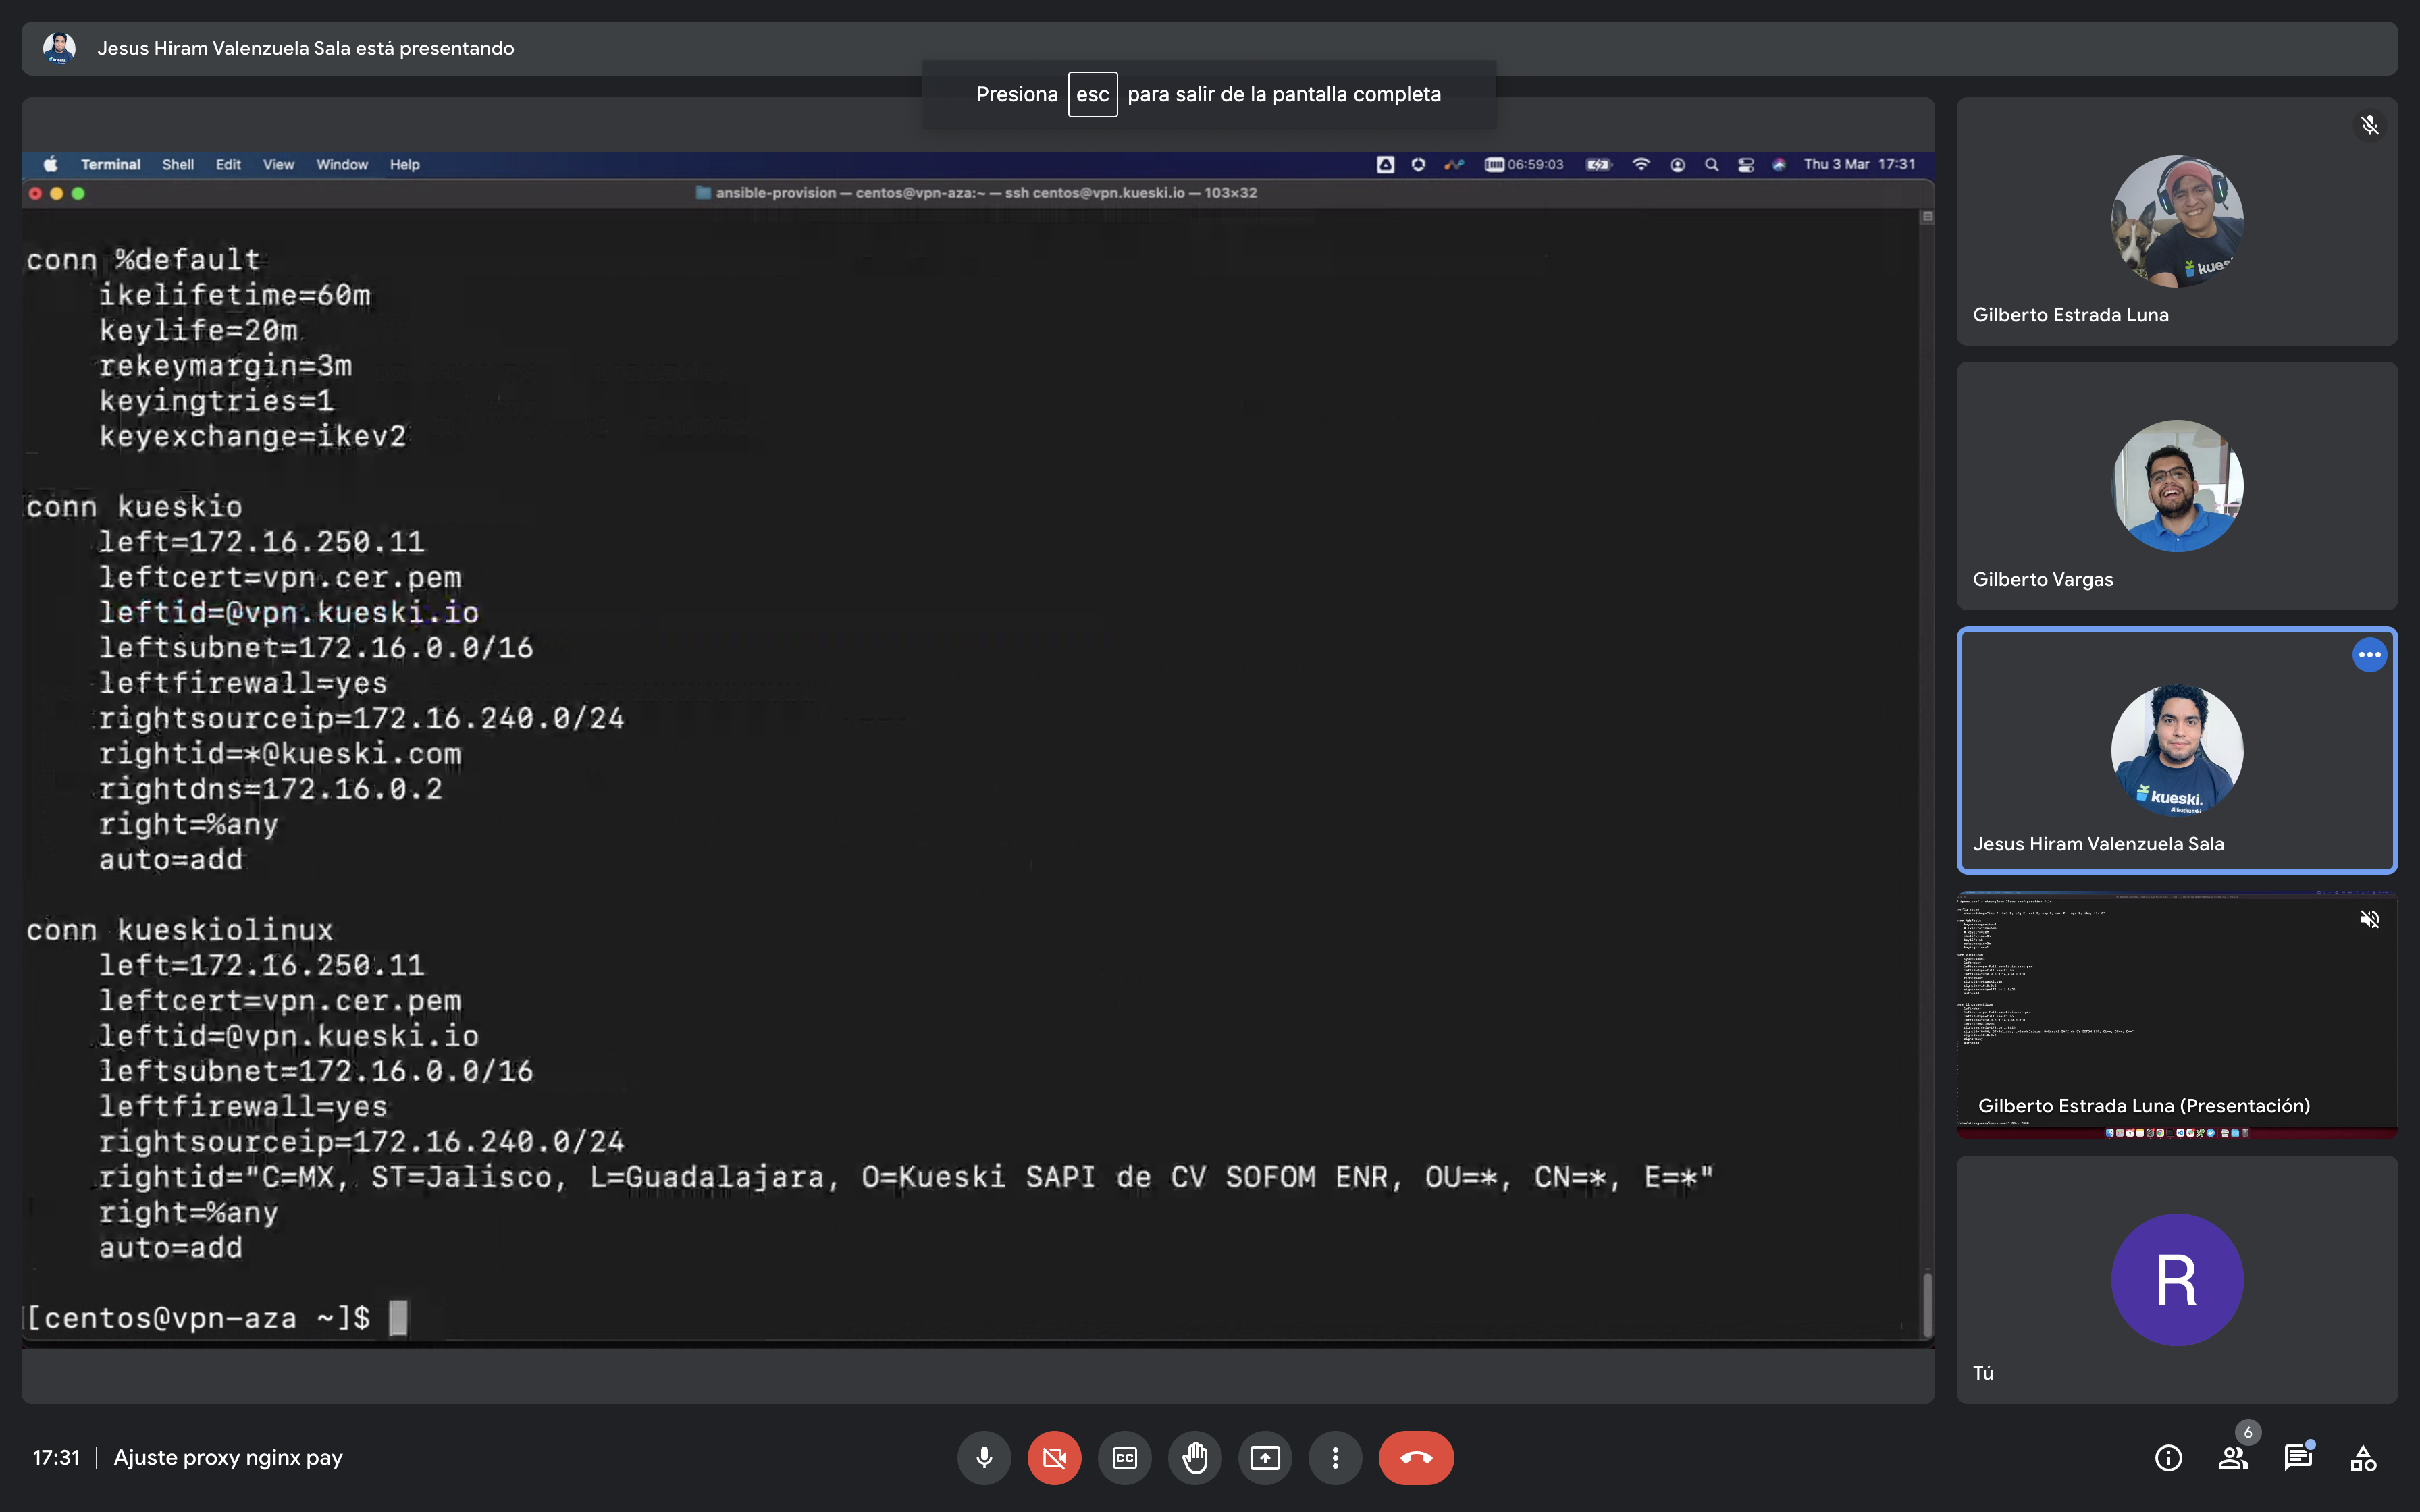 Jesus Hiram Valenzuela Sala está presentando
Presiona esc para salir de la pantalla completa
Terminal Shell Edit View Window Help
06:59:03
Thu 3 Mar 17:31
ansible-provision — centos@vpn-aza:~ — ssh centos@vpn.kueski.io — 103×32
conn %default
ikelifetime=60m
keylife=20m
rekeymargin=3m
keyingtries=1
keyexchange=ikev2
conn kueskio
left=172.16.250.11
leftcert=vpn.cer.pem
leftid=@vpn.kueski.io
leftsubnet=172.16.0.0/16
leftfirewall=yes
rightsourceip=172.16.240.0/24
rightid=*@kueski.com
rightdns=172.16.0.2
right=%any
auto=add
conn kueskiolinux
left=172.16.250.11
leftcert=vpn.cer.pem
leftid=@vpn.kueski.io
leftsubnet=172.16.0.0/16
leftfirewall=yes
rightsourceip=172.16.240.0/24
rightid="C=MX, ST=Jalisco, L=Guadalajara, O=Kueski SAPI de CV SOFOM ENR, OU=*, CN=*, E=*"
right=%any
auto=add
[centos@vpn-aza ~]$
Gilberto Estrada Luna
Gilberto Vargas
kueski.
Jesus Hiram Valenzuela Sala
Gilberto Estrada Luna (Presentación)
R
Tú
17:31 | Ajuste proxy nginx pay
CC
6